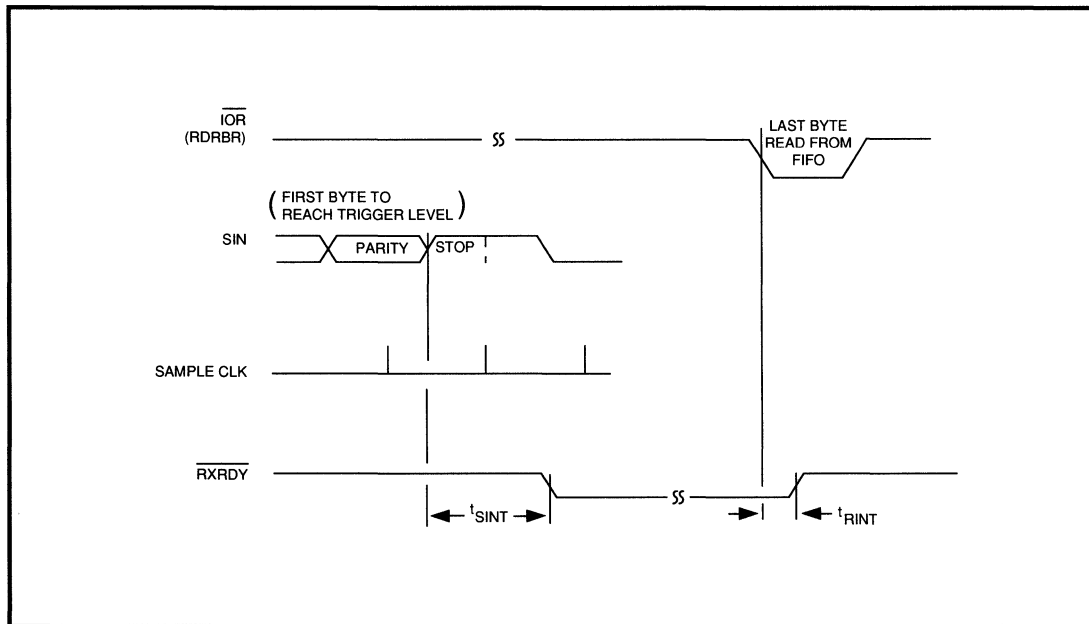 IOR
(RDRBR)
LAST BYTE
READ FROM
FIFO
(FIRST BYTE TO
REACH TRIGGER LEVEL)
SIN
PARITY
STOP
SAMPLE CLK
RXRDY
tSINT
tRINT